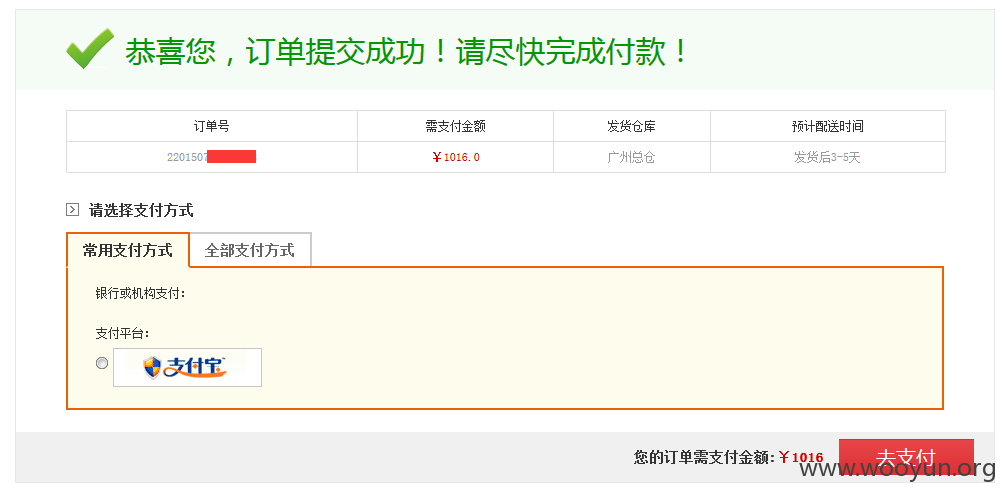 恭喜您，订单提交成功！请尽快完成付款！
订单号 需支付金额 发货仓库 预计配送时间
2201507 ￥1016.0 广州总仓 发货后3-5天
请选择支付方式
常用支付方式 全部支付方式
银行或机构支付：
支付平台：
支付宝
您的订单需支付金额:￥1016 去支付
www.wooyun.org